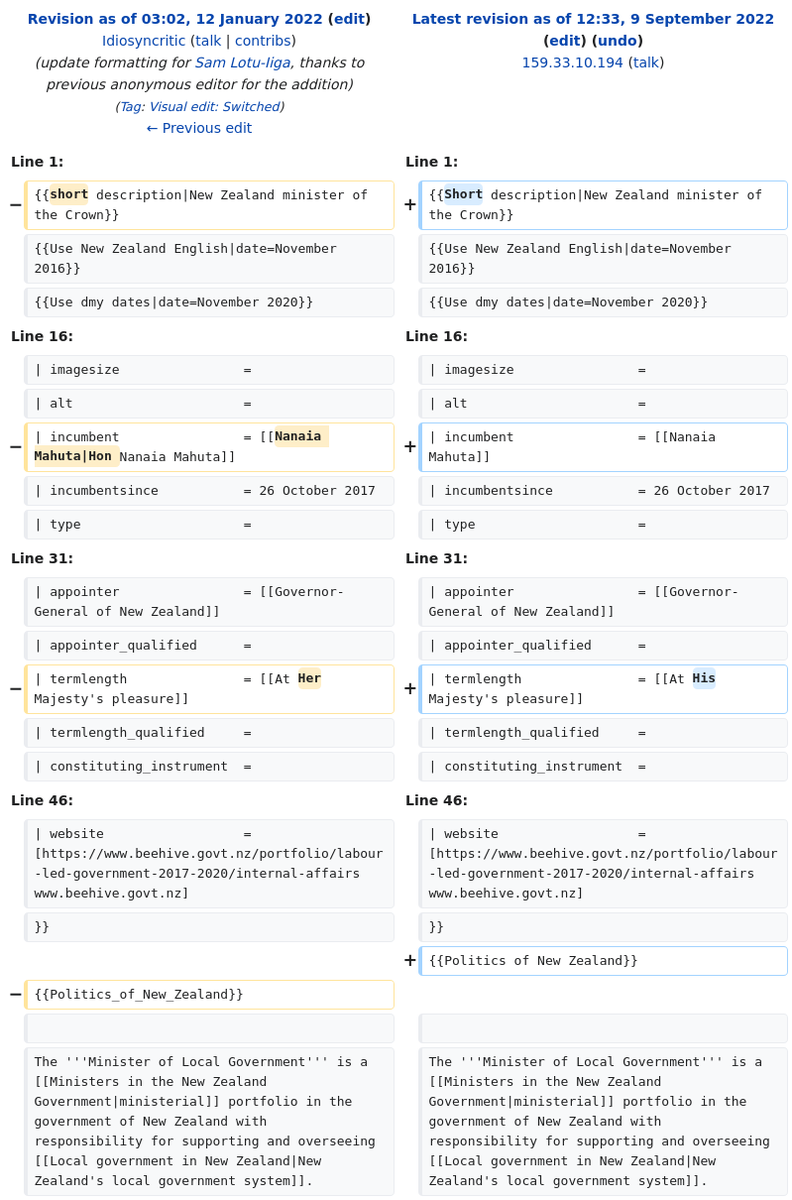 Revision as of 03:02, 12 January 2022 (edit)
Idiosyncritic (talk | contribs)
(update formatting for Sam Lotu-Iiga, thanks to
previous anonymous editor for the addition)
(Tag: Visual edit: Switched)
← Previous edit
Latest revision as of 12:33, 9 September 2022
(edit) (undo)
159.33.10.194 (talk)
Line 1:
Line 1:
− {{short description|New Zealand minister of
the Crown}}
+ {{Short description|New Zealand minister of
the Crown}}
{{Use New Zealand English|date=November
2016}}
{{Use New Zealand English|date=November
2016}}
{{Use dmy dates|date=November 2020}}
{{Use dmy dates|date=November 2020}}
Line 16:
Line 16:
| imagesize =
| imagesize =
| alt =
| alt =
− | incumbent = [[Nanaia
Mahuta|Hon Nanaia Mahuta]]
+ | incumbent = [[Nanaia
Mahuta]]
| incumbentsince = 26 October 2017
| incumbentsince = 26 October 2017
| type =
| type =
Line 31:
Line 31:
| appointer = [[Governor-
General of New Zealand]]
| appointer = [[Governor-
General of New Zealand]]
| appointer_qualified =
| appointer_qualified =
− | termlength = [[At Her
Majesty's pleasure]]
+ | termlength = [[At His
Majesty's pleasure]]
| termlength_qualified =
| termlength_qualified =
| constituting_instrument =
| constituting_instrument =
Line 46:
Line 46:
| website =
[https://www.beehive.govt.nz/portfolio/labour
-led-government-2017-2020/internal-affairs
www.beehive.govt.nz]
| website =
[https://www.beehive.govt.nz/portfolio/labour
-led-government-2017-2020/internal-affairs
www.beehive.govt.nz]
}}
}}
+ {{Politics of New Zealand}}
− {{Politics_of_New_Zealand}}
The '''Minister of Local Government''' is a
[[Ministers in the New Zealand
Government|ministerial]] portfolio in the
government of New Zealand with
responsibility for supporting and overseeing
[[Local government in New Zealand|New
Zealand's local government system]].
The '''Minister of Local Government''' is a
[[Ministers in the New Zealand
Government|ministerial]] portfolio in the
government of New Zealand with
responsibility for supporting and overseeing
[[Local government in New Zealand|New
Zealand's local government system]].